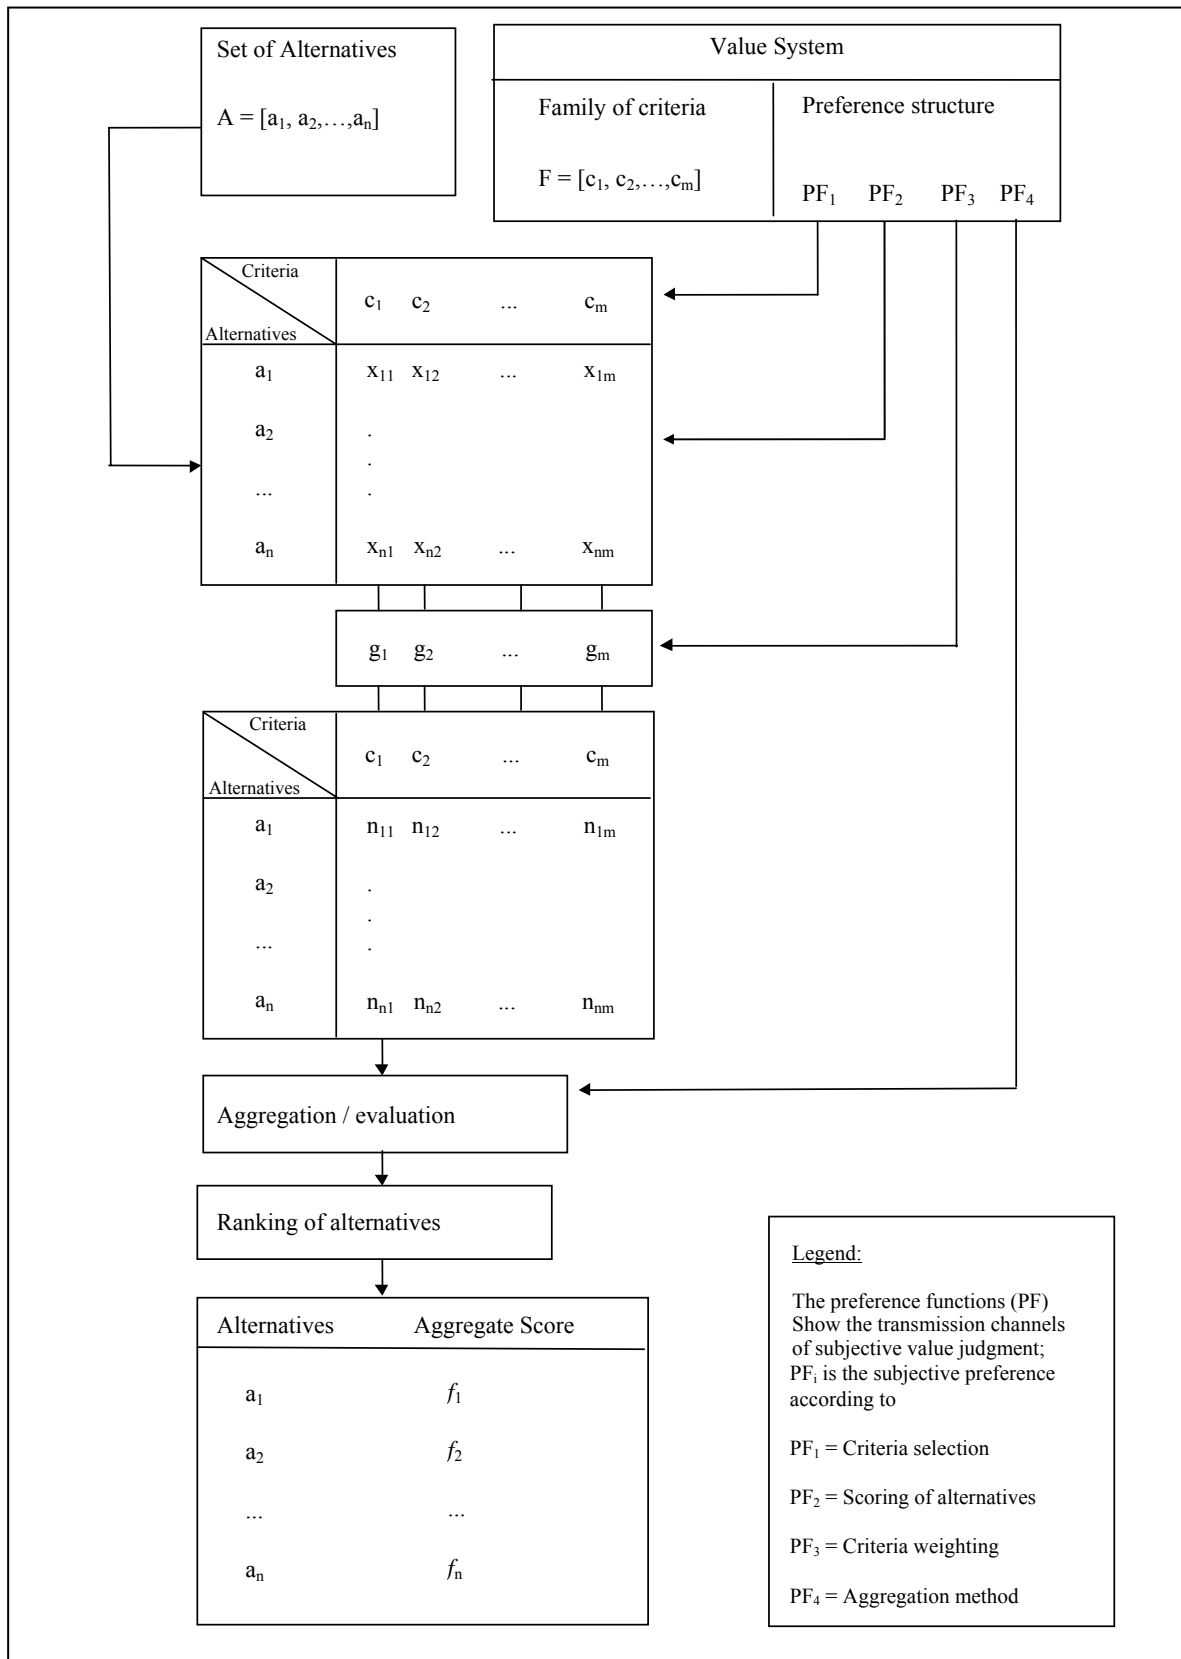 Set of Alternatives
A = [a₁, a₂,…,aₙ]
Value System
Family of criteria
F = [c₁, c₂,…,cₘ]
Preference structure
PF₁ PF₂ PF₃ PF₄
Criteria
Alternatives
c₁ c₂ ... cₘ
a₁ x₁₁ x₁₂ ... x₁ₘ
a₂ .
.
... .
aₙ xₙ₁ xₙ₂ ... xₙₘ
g₁ g₂ ... gₘ
Criteria
Alternatives
c₁ c₂ ... cₘ
a₁ n₁₁ n₁₂ ... n₁ₘ
a₂ .
.
... .
aₙ nₙ₁ nₙ₂ ... nₙₘ
Aggregation / evaluation
Ranking of alternatives
Alternatives Aggregate Score
a₁ f₁
a₂ f₂
... ...
aₙ fₙ
Legend:
The preference functions (PF)
Show the transmission channels
of subjective value judgment;
PFᵢ is the subjective preference
according to
PF₁ = Criteria selection
PF₂ = Scoring of alternatives
PF₃ = Criteria weighting
PF₄ = Aggregation method